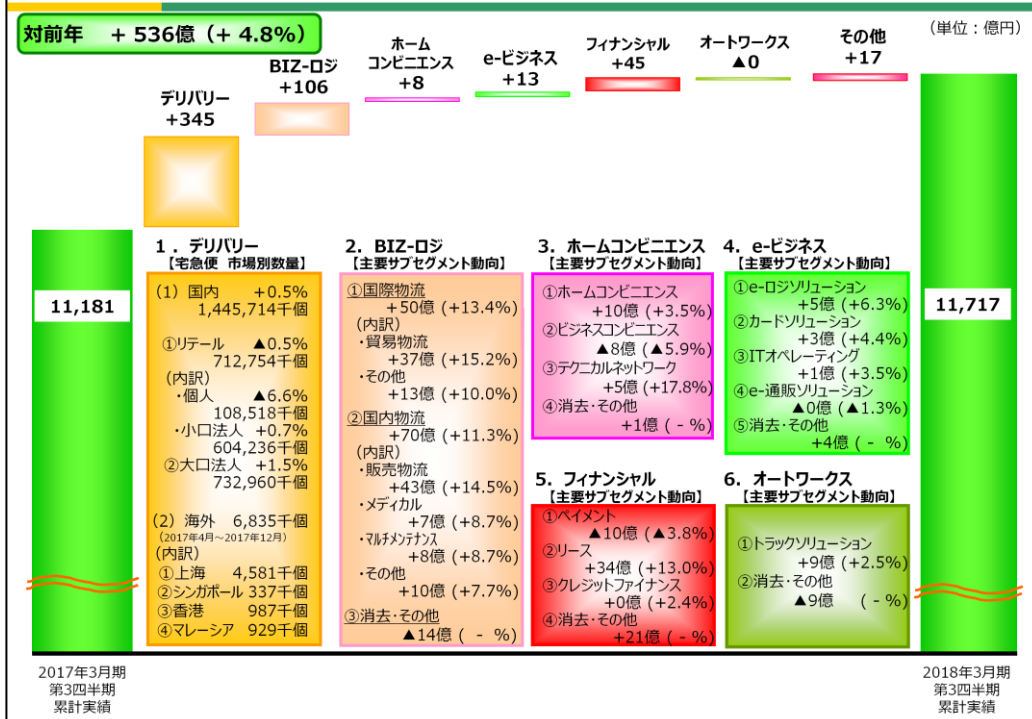 対前年 + 536億（+ 4.8%）
（単位：億円）
デリバリー
+345
BIZ-ロジ
+106
ホーム
コンビニエンス
+8
e-ビジネス
+13
フィナンシャル
+45
オートワークス
▲0
その他
+17
11,181
11,717
1．デリバリー
【宅急便 市場別数量】
(1) 国内 +0.5%
1,445,714千個
①リテール ▲0.5%
712,754千個
(内訳)
・個人 ▲6.6%
108,518千個
・小口法人 +0.7%
604,236千個
②大口法人 +1.5%
732,960千個
(2) 海外 6,835千個
(2017年4月～2017年12月)
(内訳)
①上海 4,581千個
②シンガポール 337千個
③香港 987千個
④マレーシア 929千個
2．BIZ-ロジ
【主要サブセグメント動向】
①国際物流
+50億 (+13.4%)
(内訳)
・貿易物流
+37億 (+15.2%)
・その他
+13億 (+10.0%)
②国内物流
+70億 (+11.3%)
(内訳)
・販売物流
+43億 (+14.5%)
・メディカル
+7億 (+8.7%)
・マルチメンテナンス
+8億 (+8.7%)
・その他
+10億 (+7.7%)
③消去・その他
▲14億 ( - %)
3．ホームコンビニエンス
【主要サブセグメント動向】
①ホームコンビニエンス
+10億 (+3.5%)
②ビジネスコンビニエンス
▲8億 (▲5.9%)
③テクニカルネットワーク
+5億 (+17.8%)
④消去・その他
+1億 ( - %)
4．e-ビジネス
【主要サブセグメント動向】
①e-ロジソリューション
+5億 (+6.3%)
②カードソリューション
+3億 (+4.4%)
③ITオペレーティング
+1億 (+3.5%)
④e-通販ソリューション
▲0億 (▲1.3%)
⑤消去・その他
+4億 ( - %)
5．フィナンシャル
【主要サブセグメント動向】
①ペイメント
▲10億 (▲3.8%)
②リース
+34億 (+13.0%)
③クレジットファイナンス
+0億 (+2.4%)
④消去・その他
+21億 ( - %)
6．オートワークス
【主要サブセグメント動向】
①トラックソリューション
+9億 (+2.5%)
②消去・その他
▲9億 ( - %)
2017年3月期
第3四半期
累計実績
2018年3月期
第3四半期
累計実績